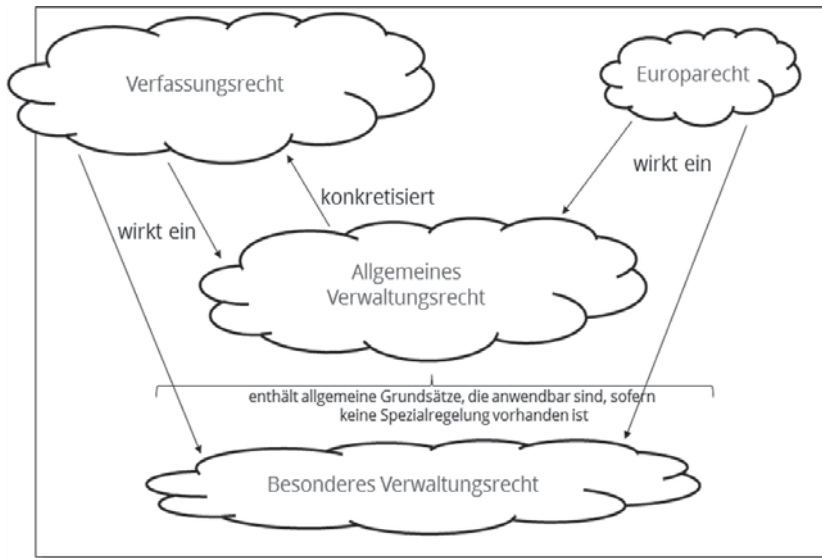 Verfassungsrecht
Europarecht
wirkt ein
konkretisiert
wirkt ein
Allgemeines
Verwaltungsrecht
enthält allgemeine Grundsätze, die anwendbar sind, sofern
keine Spezialregelung vorhanden ist
Besonderes Verwaltungsrecht